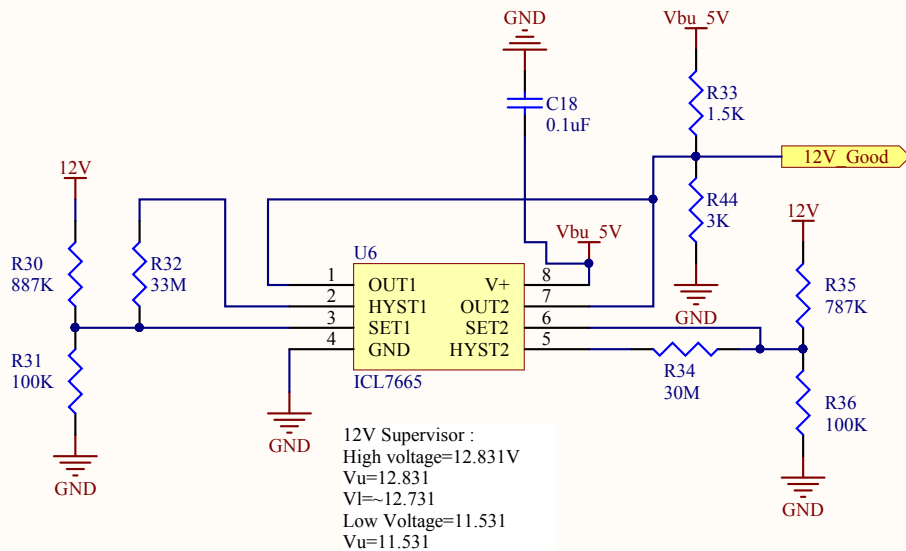 GND
Vbu_5V
C18
0.1uF
R33
1.5K
12V_Good
12V
R44
3K
12V
Vbu_5V
GND
R30
887K
R32
33M
U6
1 OUT1 V+ 8
2 HYST1 OUT2 7
3 SET1 SET2 6
4 GND HYST2 5
ICL7665
R35
787K
R31
100K
R34
30M
R36
100K
GND
GND
GND
12V Supervisor :
High voltage=12.831V
Vu=12.831
Vl=~12.731
Low Voltage=11.531
Vu=11.531